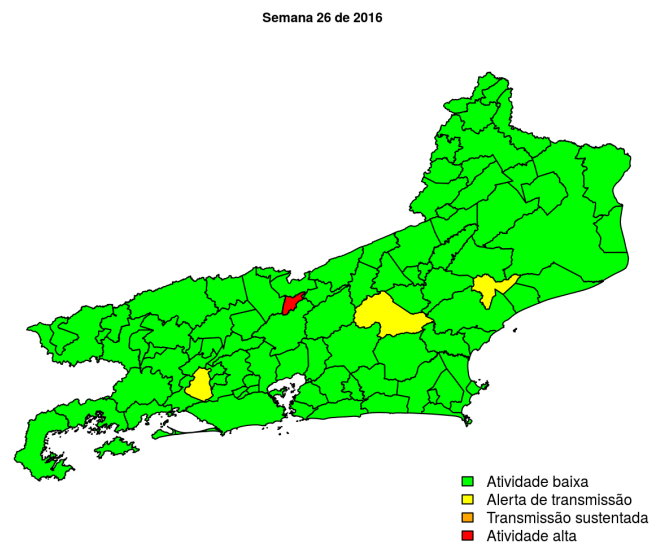 Semana 26 de 2016
Atividade baixa
Alerta de transmissão
Transmissão sustentada
Atividade alta